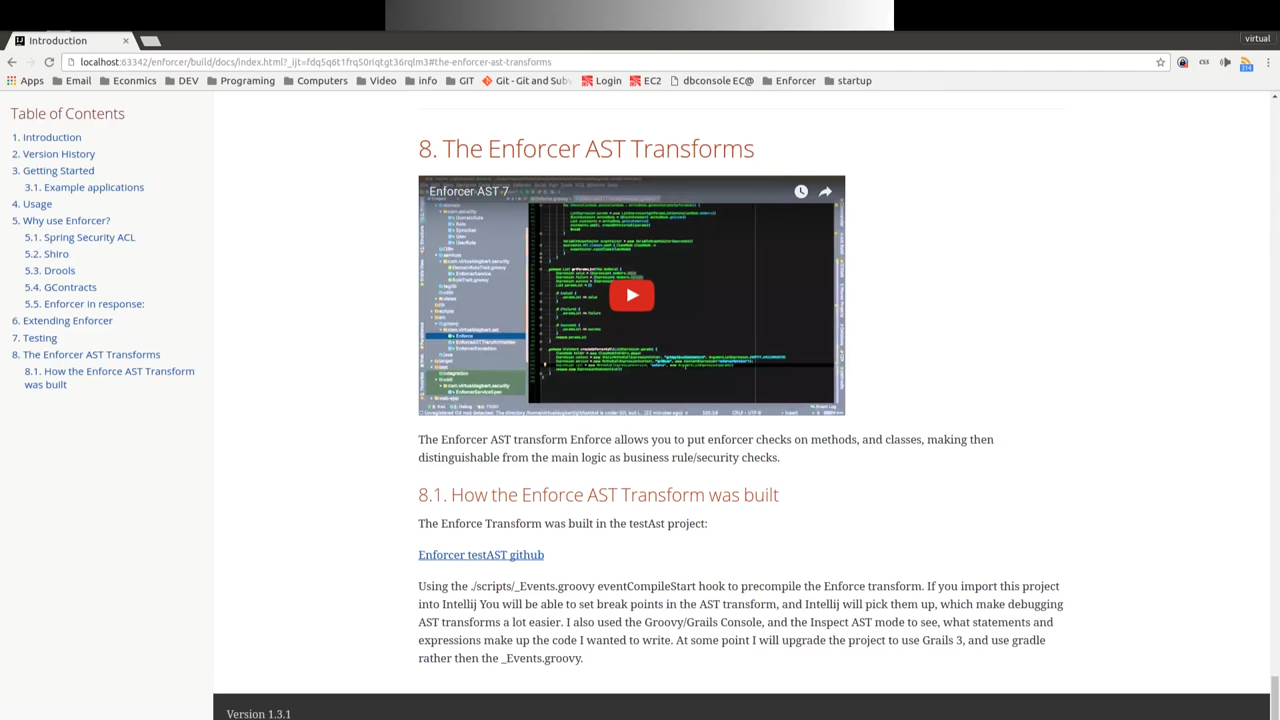 Introduction
virtual
localhost:63342/enforcer/build/docs/index.html?_ijt=fdq5q6t1frq50riqtgt36rqlm3#the-enforcer-ast-transforms
Apps Email Econmics DEV Programing Computers Video info GIT Git - Git and Sub Login EC2 dbconsole EC@ Enforcer startup
Table of Contents
1. Introduction
2. Version History
3. Getting Started
3.1. Example applications
4. Usage
5. Why use Enforcer?
5.1. Spring Security ACL
5.2. Shiro
5.3. Drools
5.4. GContracts
5.5. Enforcer in response:
6. Extending Enforcer
7. Testing
8. The Enforcer AST Transforms
8.1. How the Enforce AST Transform
was built
8. The Enforcer AST Transforms
Enforcer AST 7
The Enforcer AST transform Enforce allows you to put enforcer checks on methods, and classes, making then
distinguishable from the main logic as business rule/security checks.
8.1. How the Enforce AST Transform was built
The Enforce Transform was built in the testAst project:
Enforcer testAST github
Using the ./scripts/_Events.groovy eventCompileStart hook to precompile the Enforce transform. If you import this project
into Intellij You will be able to set break points in the AST transform, and Intellij will pick them up, which make debugging
AST transforms a lot easier. I also used the Groovy/Grails Console, and the Inspect AST mode to see, what statements and
expressions make up the code I wanted to write. At some point I will upgrade the project to use Grails 3, and use gradle
rather then the _Events.groovy.
Version 1.3.1